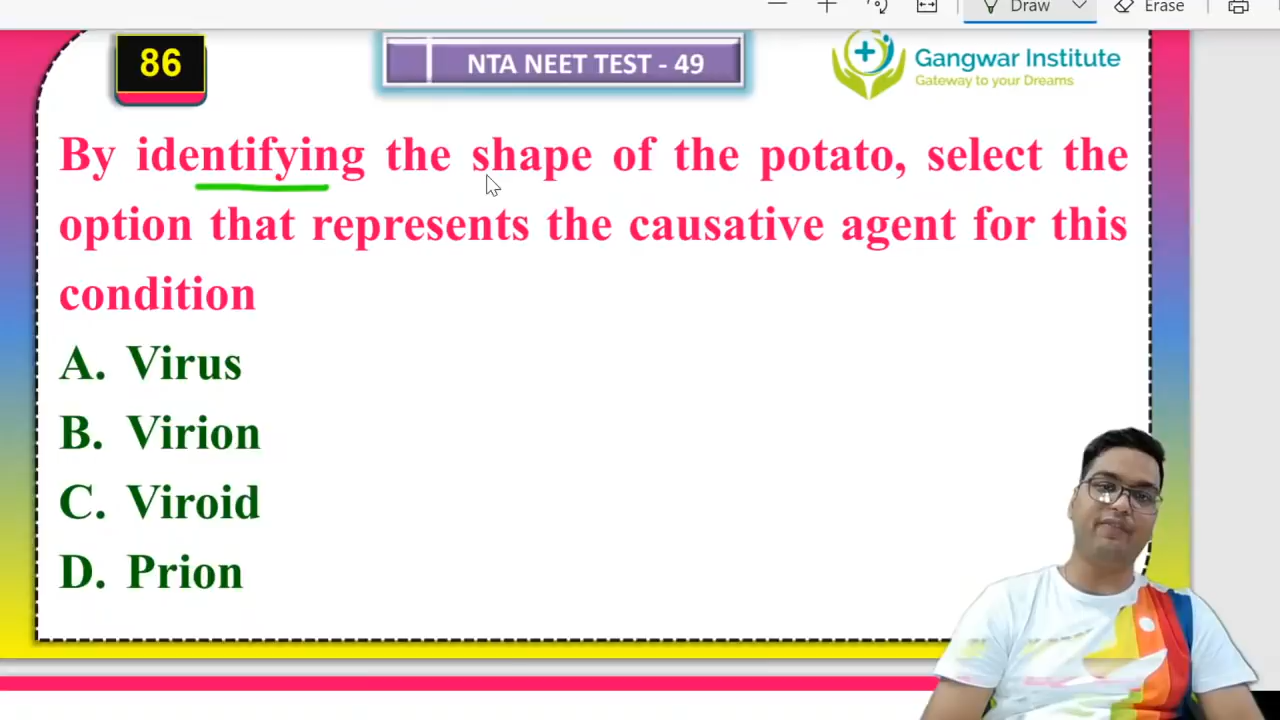 Draw
Erase
86
NTA NEET TEST - 49
Gangwar Institute
Gateway to your Dreams
By identifying the shape of the potato, select the
option that represents the causative agent for this
condition
A. Virus
B. Virion
C. Viroid
D. Prion